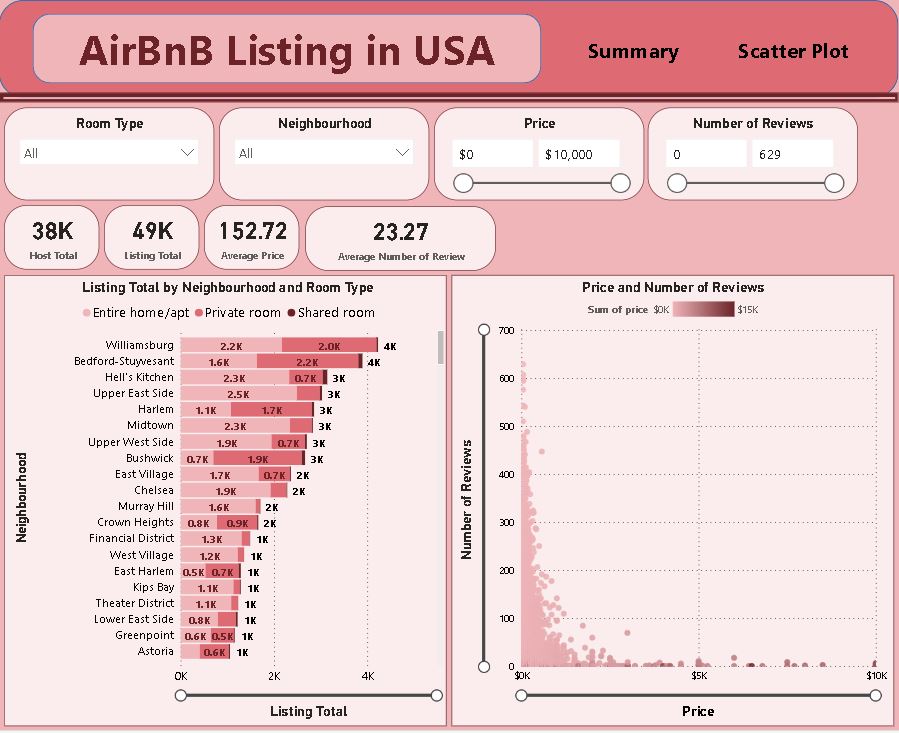 AirBnB Listing in USA
Summary
Scatter Plot
Room Type
All
Neighbourhood
All
Price
$0
$10,000
Number of Reviews
0
629
38K
Host Total
49K
Listing Total
152.72
Average Price
23.27
Average Number of Review
Listing Total by Neighbourhood and Room Type
Entire home/apt Private room Shared room
Neighbourhood
Williamsburg 2.2K 2.0K 4K
Bedford-Stuyvesant 1.6K 2.2K 4K
Hell's Kitchen 2.3K 0.7K 3K
Upper East Side 2.5K 3K
Harlem 1.1K 1.7K 3K
Midtown 2.3K 3K
Upper West Side 1.9K 0.7K 3K
Bushwick 0.7K 1.9K 3K
East Village 1.7K 0.7K 2K
Chelsea 1.9K 2K
Murray Hill 1.6K 2K
Crown Heights 0.8K 0.9K 2K
Financial District 1.3K 1K
West Village 1.2K 1K
East Harlem 0.5K 0.7K 1K
Kips Bay 1.1K 1K
Theater District 1.1K 1K
Lower East Side 0.8K 1K
Greenpoint 0.6K 0.5K 1K
Astoria 0.6K 1K
0K 2K 4K
Listing Total
Price and Number of Reviews
Sum of price $0K $15K
Number of Reviews
700
600
500
400
300
200
100
0
$0K $5K $10K
Price